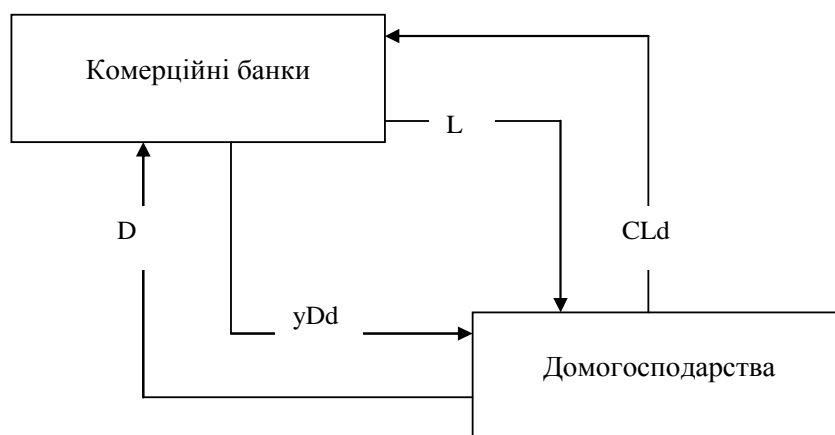 Комерційні банки
L
D
CLd
yDd
Домогосподарства